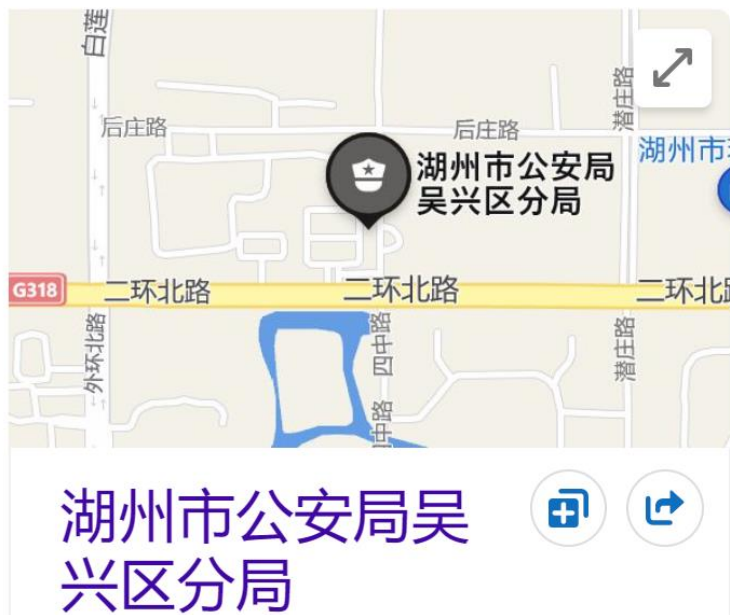 白莲
后庄路
后庄路
潜庄路
湖州市
湖州市公安局
吴兴区分局
G318
二环北路
二环北路
二环北路
外环北路
四中路
潜庄路
中路
湖州市公安局吴
兴区分局